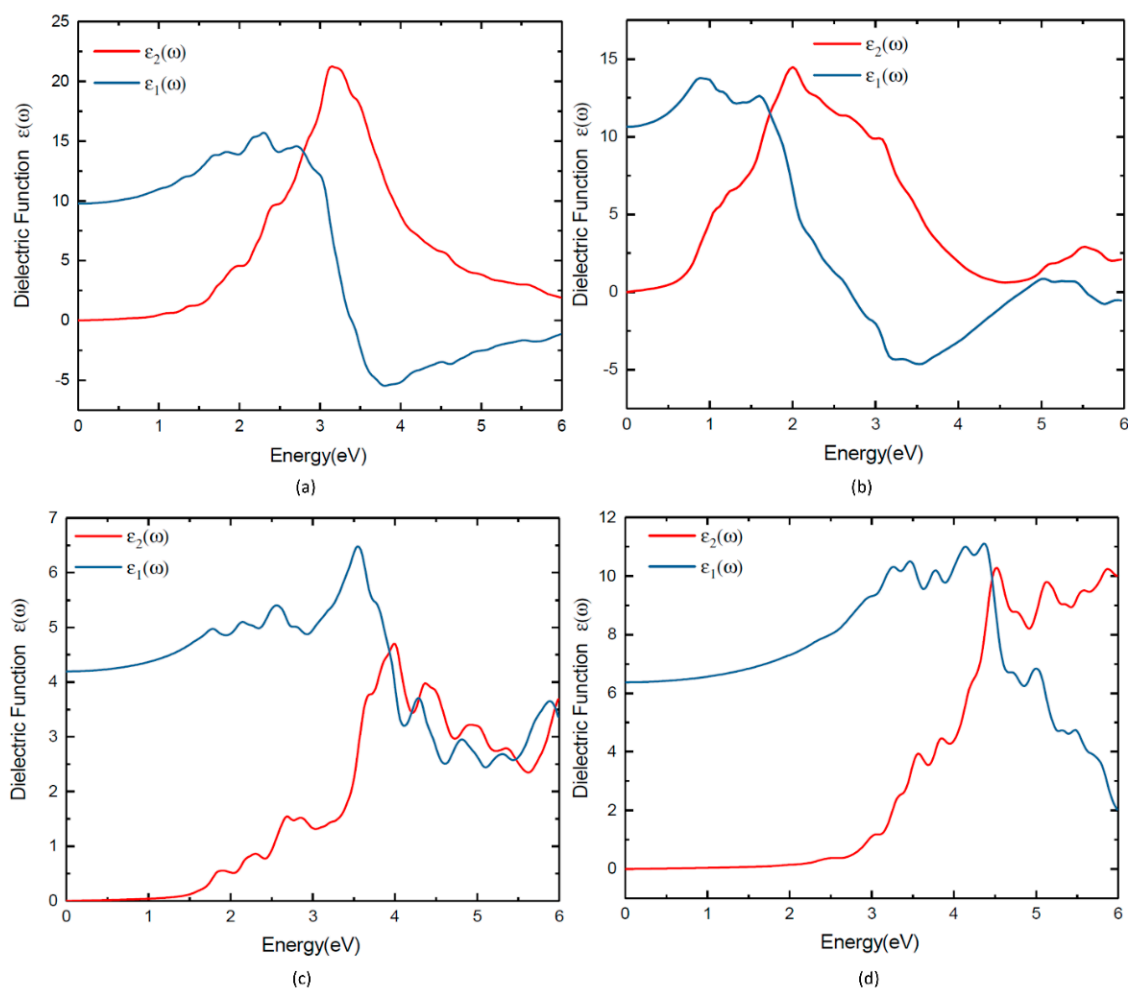 25
20
15
10
5
0
-5
Dielectric Function ε(ω)
ε₂(ω)
ε₁(ω)
0 1 2 3 4 5 6
Energy(eV)
(a)
15
10
5
0
-5
Dielectric Function ε(ω)
ε₂(ω)
ε₁(ω)
0 1 2 3 4 5 6
Energy(eV)
(b)
7
6
5
4
3
2
1
0
Dielectric Function ε(ω)
ε₂(ω)
ε₁(ω)
0 1 2 3 4 5 6
Energy(eV)
(c)
12
10
8
6
4
2
0
Dielectric Function ε(ω)
ε₂(ω)
ε₁(ω)
0 1 2 3 4 5 6
Energy(eV)
(d)